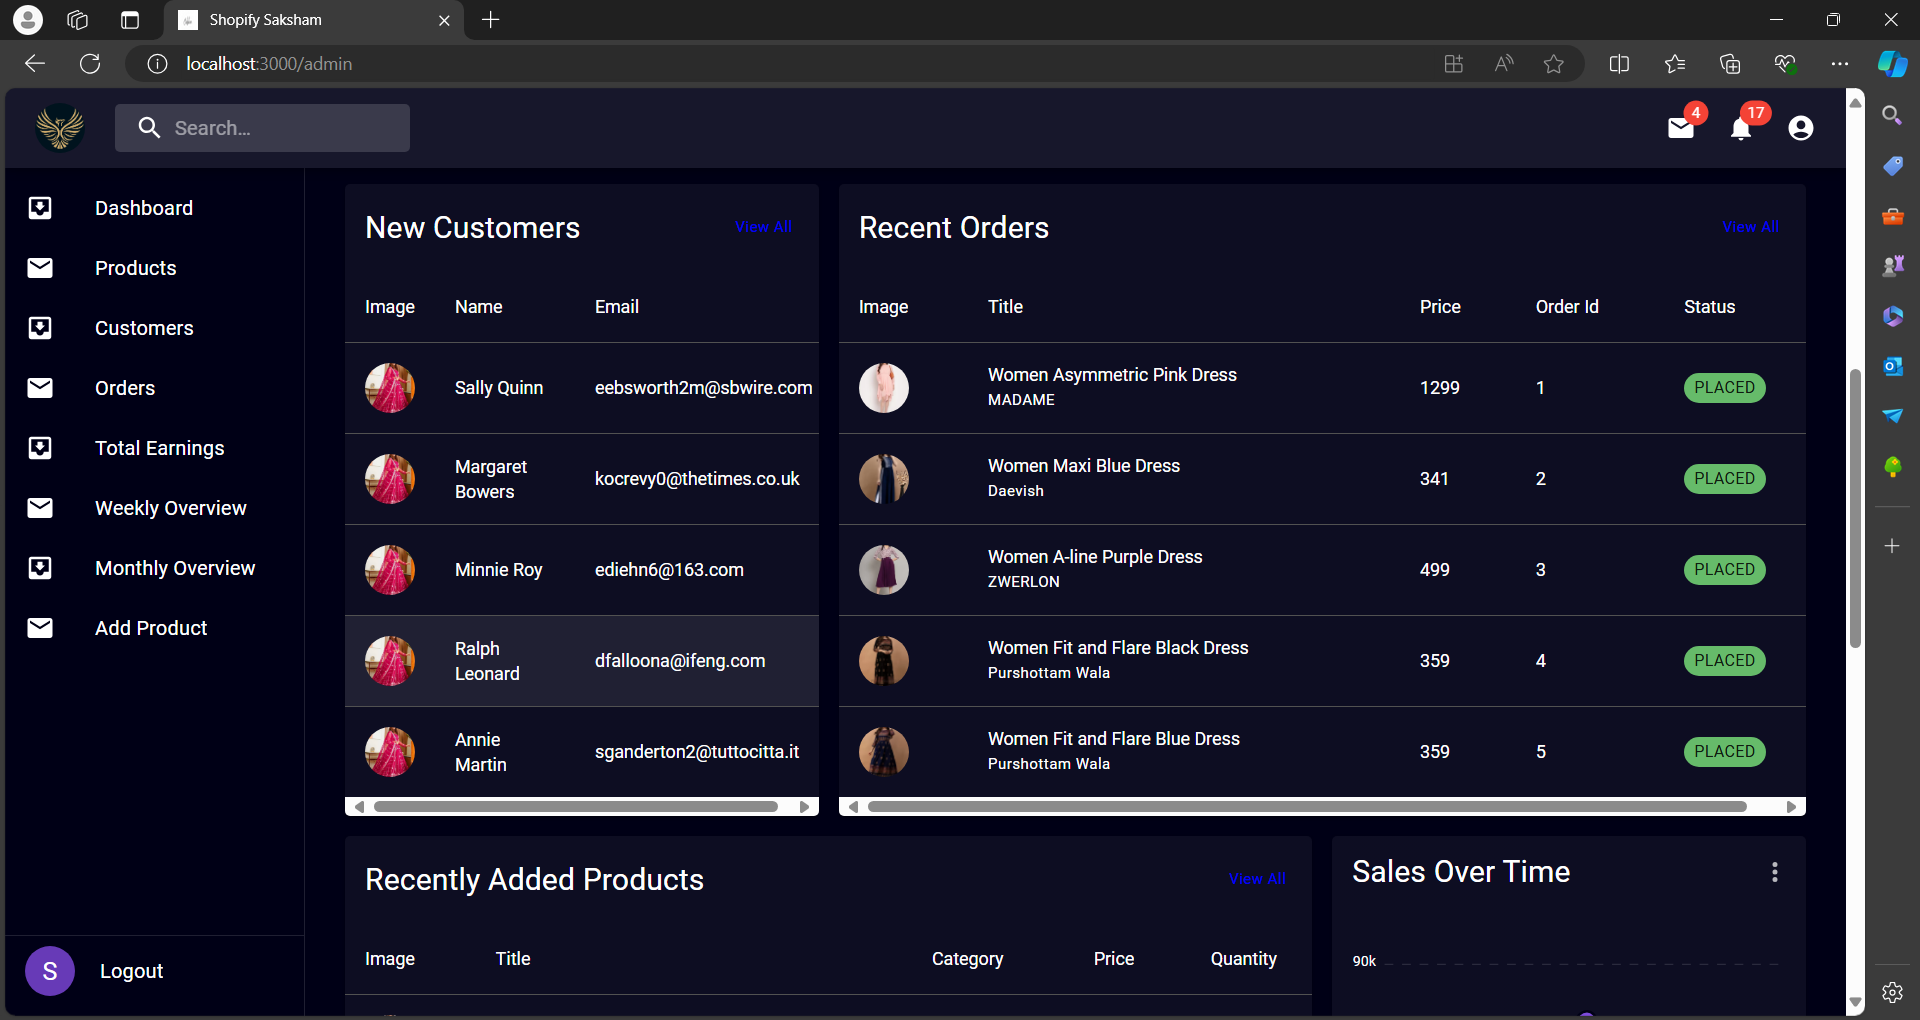 Shopify Saksham
localhost:3000/admin
Search...
4
17
Dashboard
Products
Customers
Orders
Total Earnings
Weekly Overview
Monthly Overview
Add Product
S
Logout
New Customers
View All
Image Name Email
Sally Quinn eebsworth2m@sbwire.com
Margaret
Bowers
kocrevy0@thetimes.co.uk
Minnie Roy ediehn6@163.com
Ralph
Leonard
dfalloona@ifeng.com
Annie
Martin
sganderton2@tuttocitta.it
Recent Orders
View All
Image Title Price Order Id Status
Women Asymmetric Pink Dress
MADAME
1299 1 PLACED
Women Maxi Blue Dress
Daevish
341 2 PLACED
Women A-line Purple Dress
ZWERLON
499 3 PLACED
Women Fit and Flare Black Dress
Purshottam Wala
359 4 PLACED
Women Fit and Flare Blue Dress
Purshottam Wala
359 5 PLACED
Recently Added Products
View All
Image Title Category Price Quantity
Sales Over Time
90k